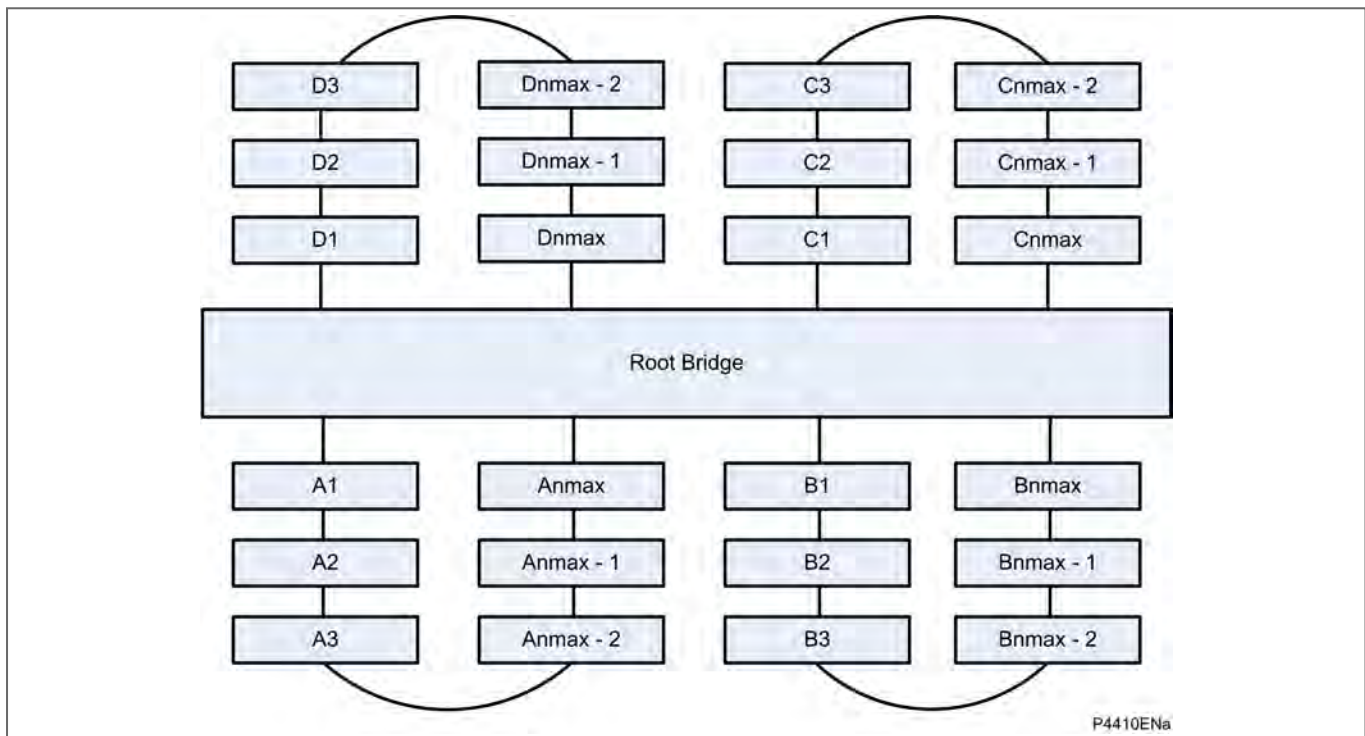 D3 Dnmax - 2 C3 Cnmax - 2
D2 Dnmax - 1 C2 Cnmax - 1
D1 Dnmax C1 Cnmax
Root Bridge
A1 Anmax B1 Bnmax
A2 Anmax - 1 B2 Bnmax - 1
A3 Anmax - 2 B3 Bnmax - 2
P4410ENa